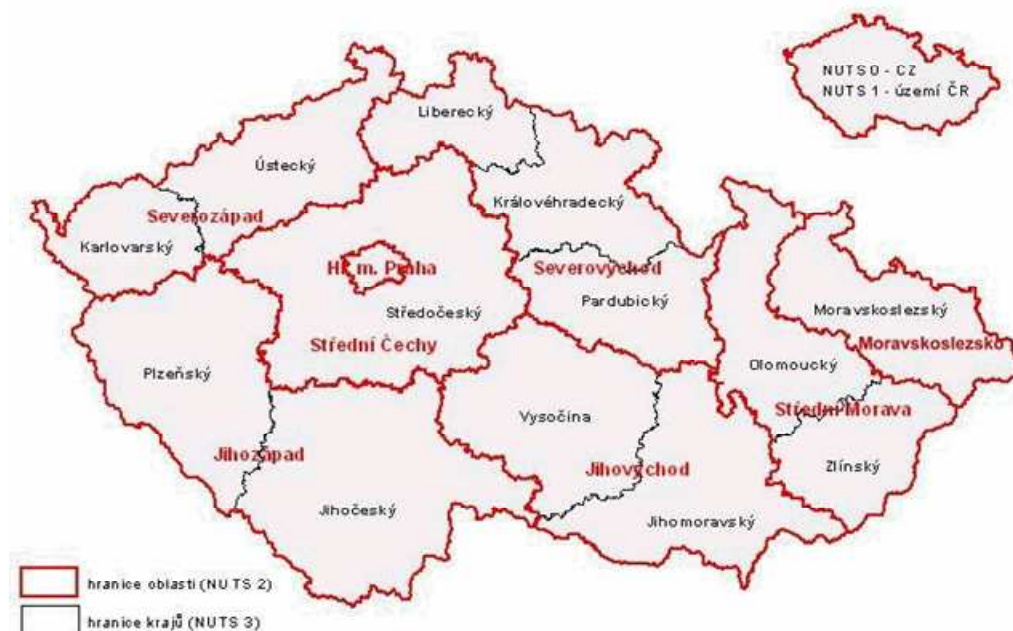 NUTS 0 - CZ
NUTS 1 - území ČR
Liberecký
Ústecký
Královéhradecký
Severozápad
Karlovarský
Hl. m. Praha
Severovýchod
Pardubický
Středočeský
Moravskoslezský
Střední Čechy
Moravskoslezsko
Plzeňský
Olomoucký
Vysočina
Střední Morava
Jihozápad
Jihovýchod
Zlínský
Jihočeský
Jihomoravský
hranice oblasti (NUTS 2)
hranice krajů (NUTS 3)